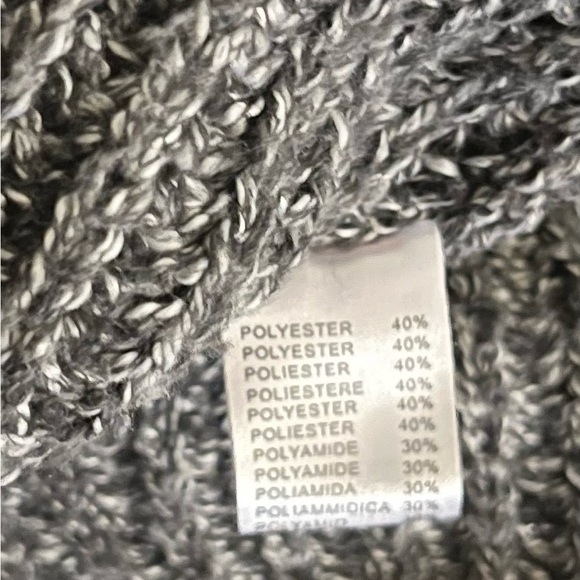 POLYESTER 40%
POLYESTER 40%
POLIESTER 40%
POLIESTERE 40%
POLYESTER 40%
POLIESTER 40%
POLYAMIDE 30%
POLYAMIDE 30%
POLIAMIDA 30%
POLIAMMIDICA 30%